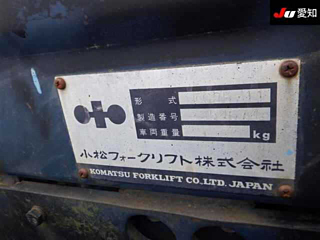 JU愛知
形式
製造番号
車両重量 kg
小松フォークリフト株式会社
KOMATSU FORKLIFT CO.LTD. JAPAN